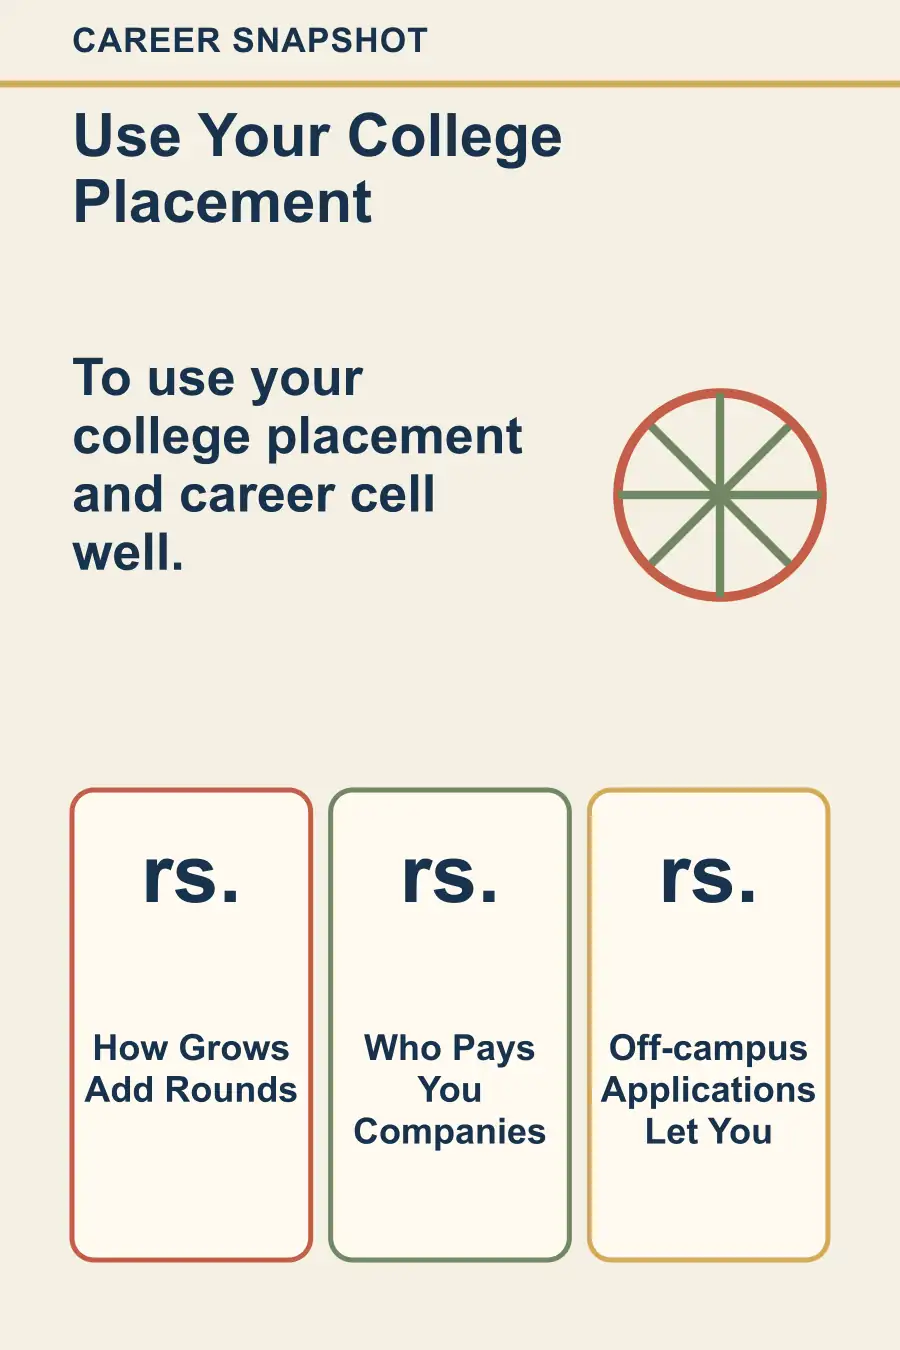 CAREER SNAPSHOT
Use Your College
Placement
To use your
college placement
and career cell
well.
rs.
How Grows
Add Rounds
rs.
Who Pays
You
Companies
rs.
Off-campus
Applications
Let You